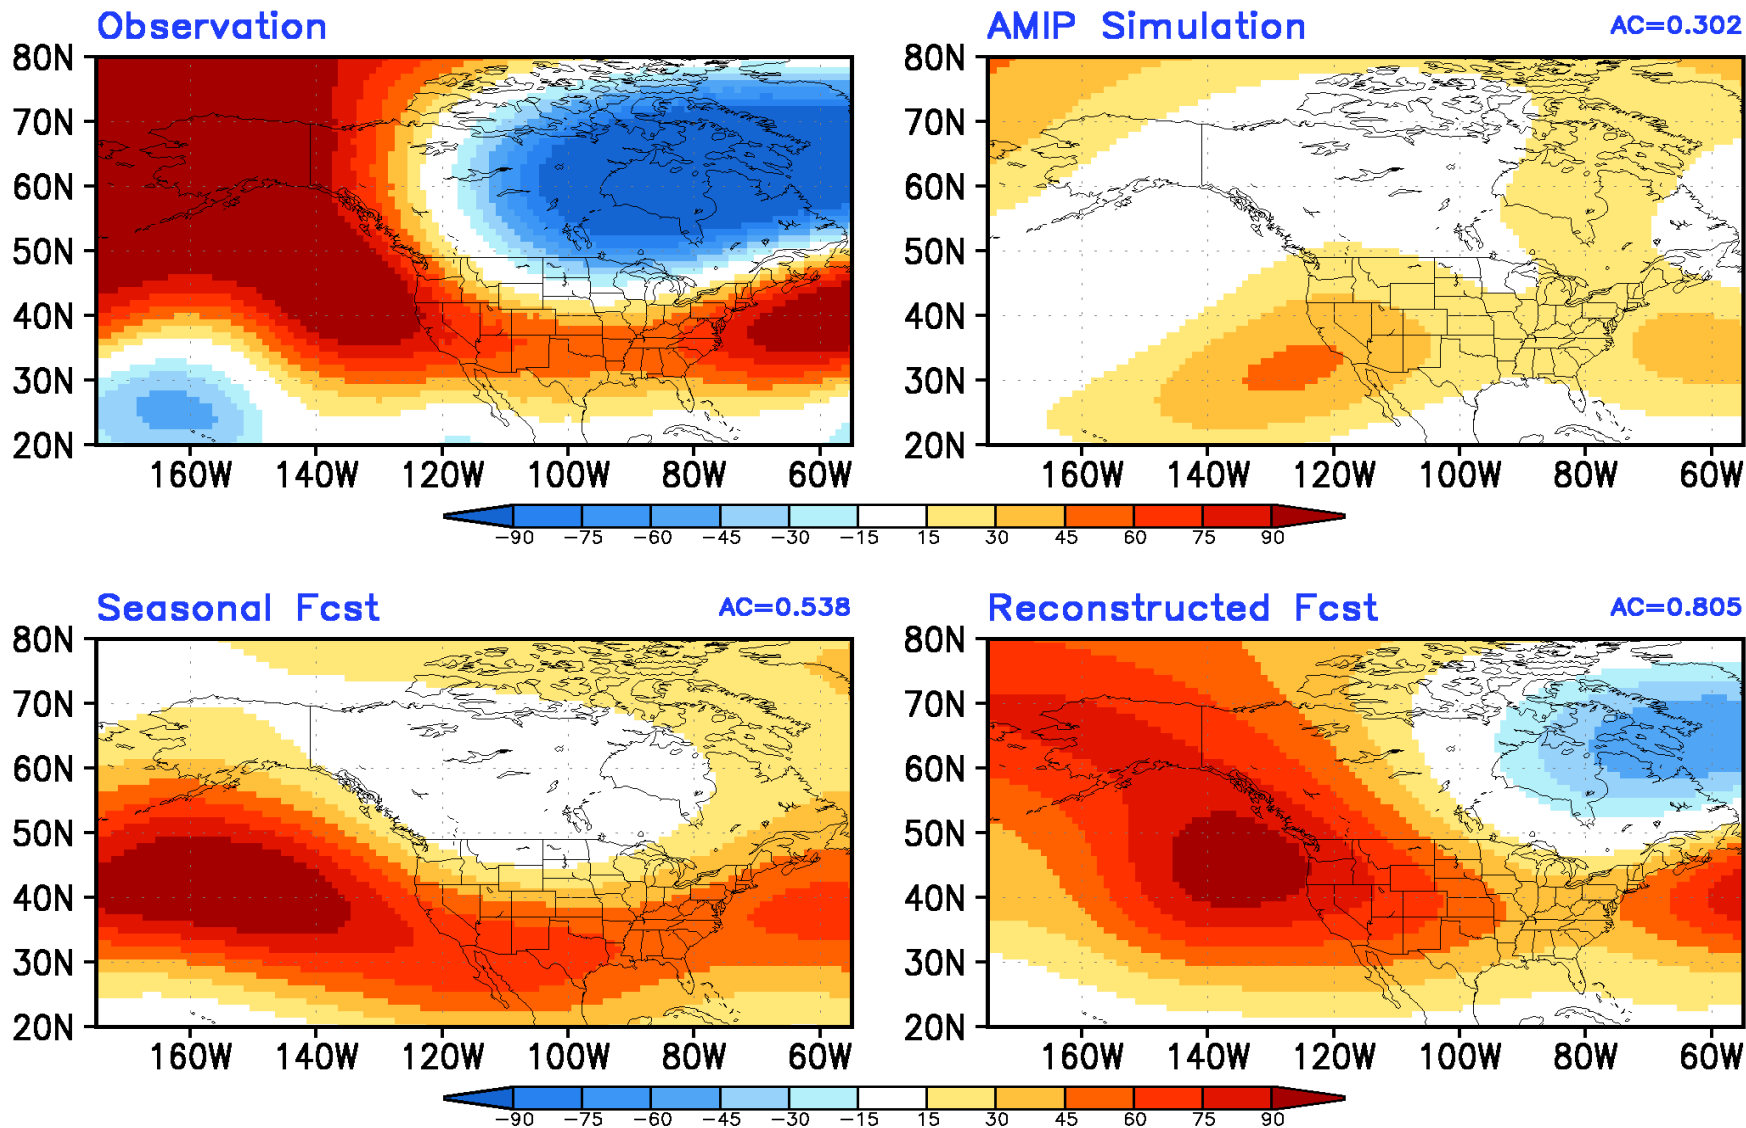 Observation
AMIP Simulation AC=0.302
80N 80N
70N 70N
60N 60N
50N 50N
40N 40N
30N 30N
20N 20N
160W 140W 120W 100W 80W 60W 160W 140W 120W 100W 80W 60W
-90 -75 -60 -45 -30 -15 15 30 45 60 75 90
Seasonal Fcst AC=0.538
Reconstructed Fcst AC=0.805
80N 80N
70N 70N
60N 60N
50N 50N
40N 40N
30N 30N
20N 20N
160W 140W 120W 100W 80W 60W 160W 140W 120W 100W 80W 60W
-90 -75 -60 -45 -30 -15 15 30 45 60 75 90